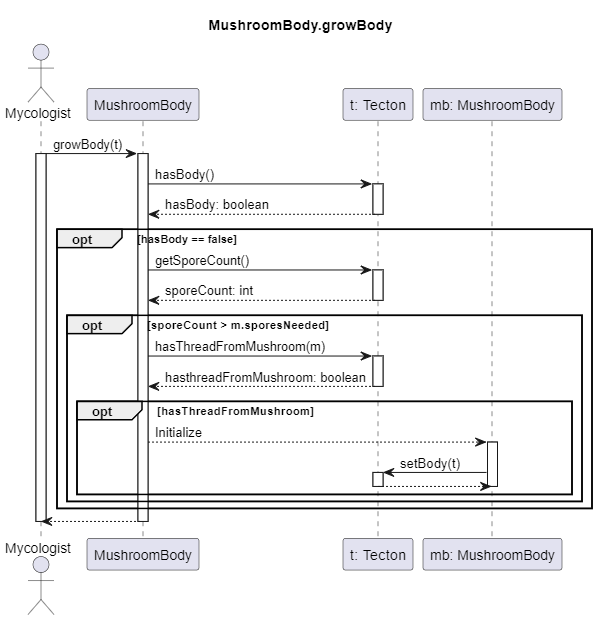 MushroomBody.growBody
Mycologist
MushroomBody
t: Tecton
mb: MushroomBody
growBody(t)
hasBody()
hasBody: boolean
opt
[hasBody == false]
getSporeCount()
sporeCount: int
opt
[sporeCount > m.sporesNeeded]
hasThreadFromMushroom(m)
hasthreadFromMushroom: boolean
opt
[hasThreadFromMushroom]
Initialize
setBody(t)
Mycologist
MushroomBody
t: Tecton
mb: MushroomBody